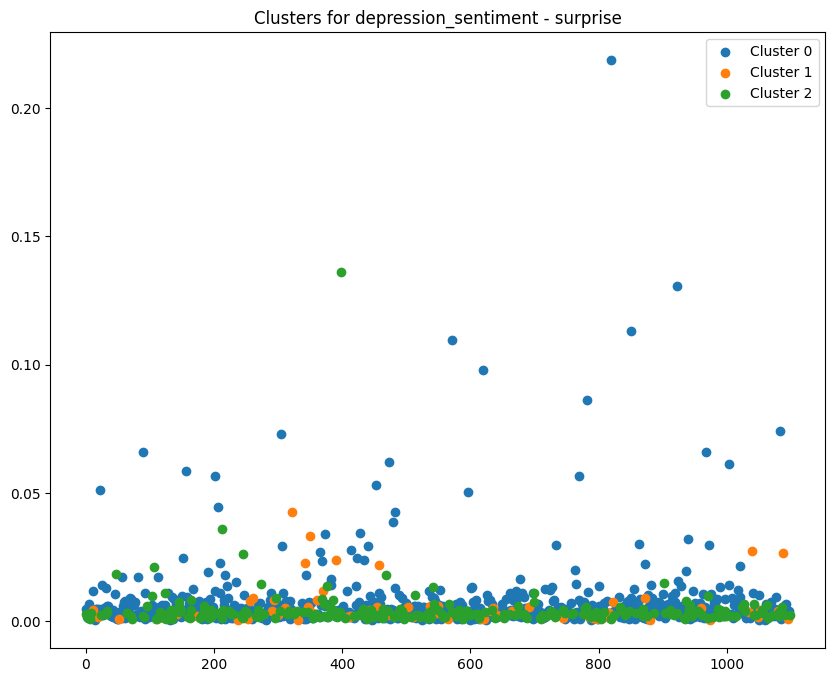 Clusters for depression_sentiment - surprise
Cluster 0
Cluster 1
Cluster 2
0.20
0.15
0.10
0.05
0.00
0 200 400 600 800 1000